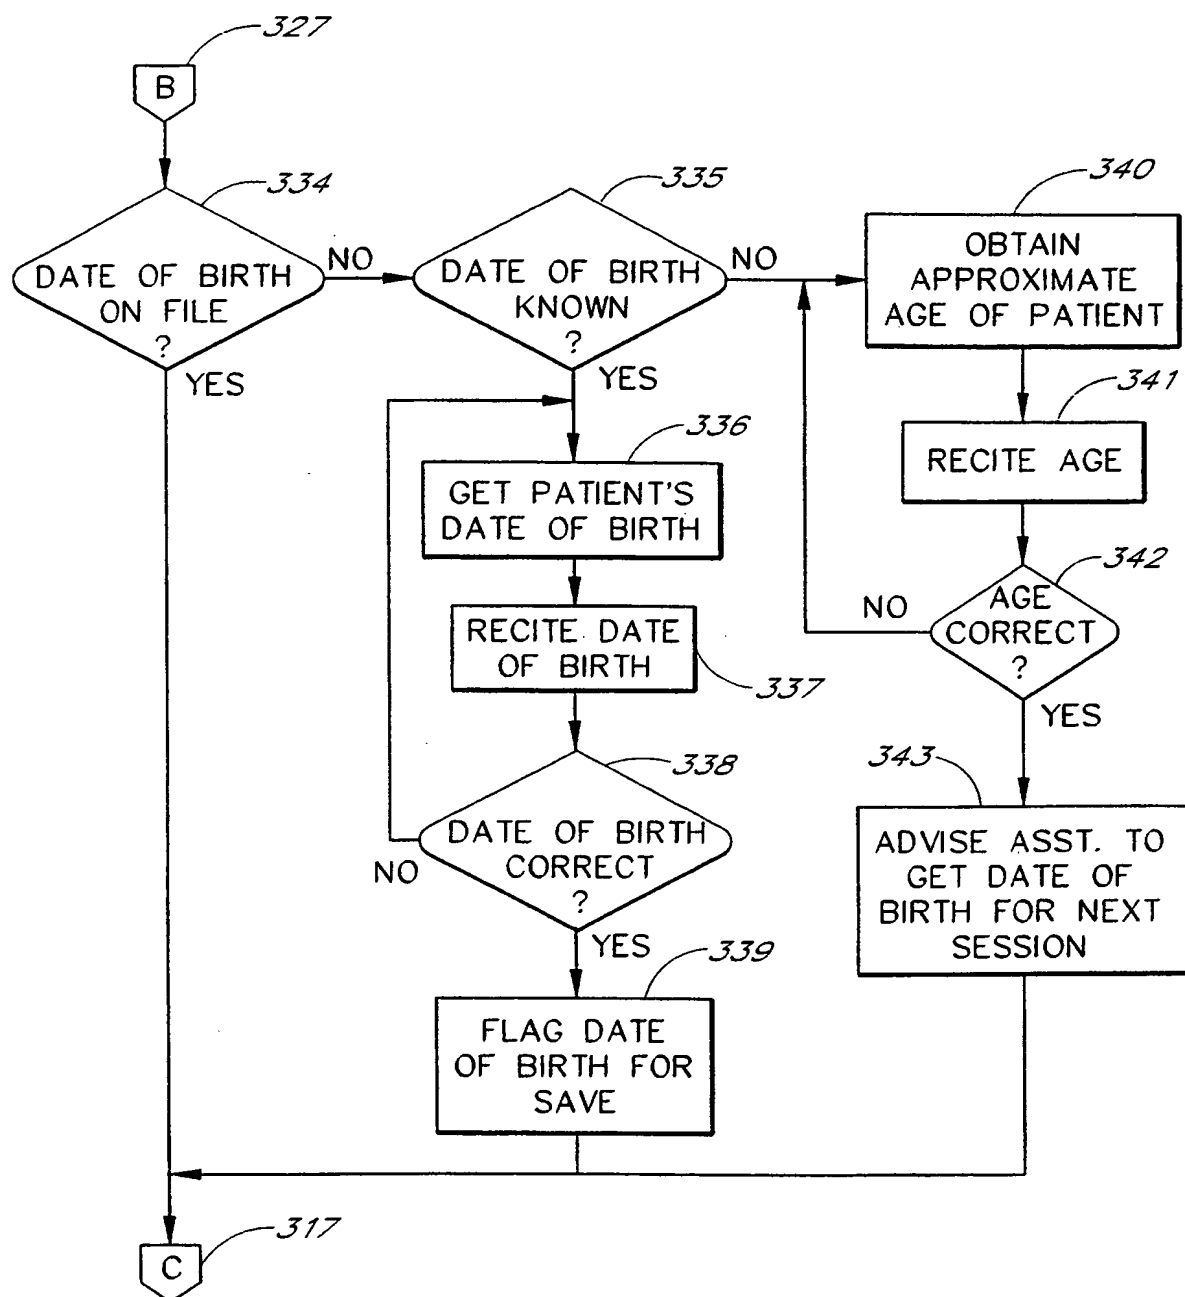 327
B
334
DATE OF BIRTH
ON FILE
?
NO
YES
335
DATE OF BIRTH
KNOWN
?
NO
YES
340
OBTAIN
APPROXIMATE
AGE OF PATIENT
341
RECITE AGE
342
AGE
CORRECT
?
NO
YES
336
GET PATIENT'S
DATE OF BIRTH
RECITE DATE
OF BIRTH
337
338
DATE OF BIRTH
CORRECT
?
NO
YES
343
ADVISE ASST. TO
GET DATE OF
BIRTH FOR NEXT
SESSION
339
FLAG DATE
OF BIRTH FOR
SAVE
317
C